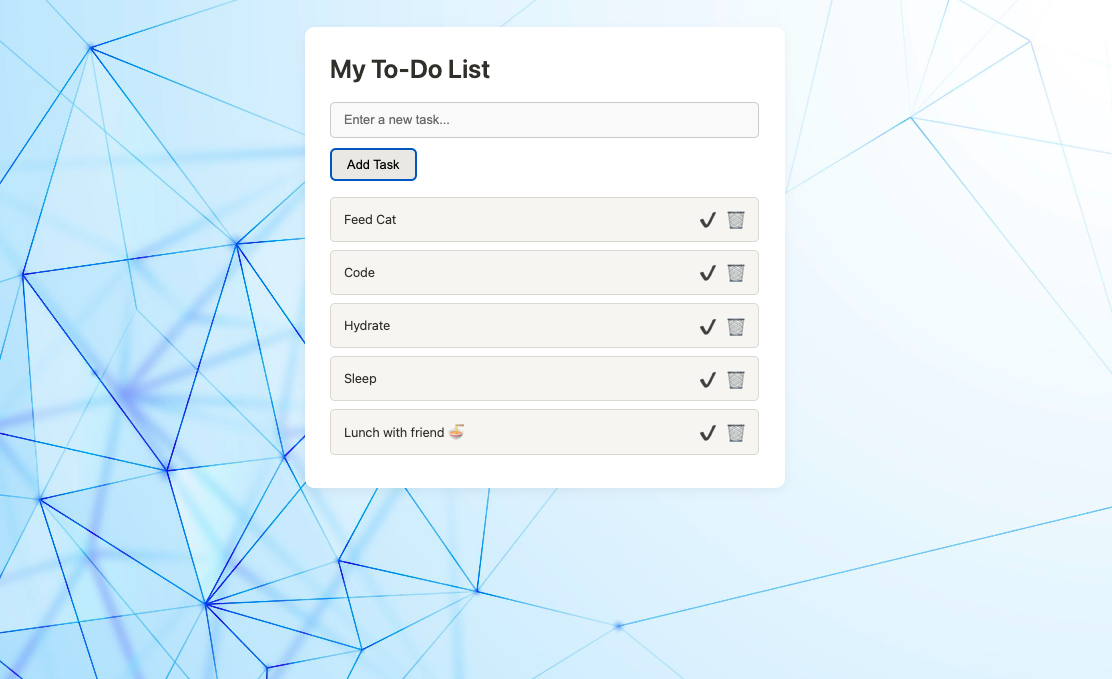 My To-Do List
Enter a new task...
Add Task
Feed Cat
Code
Hydrate
Sleep
Lunch with friend 🍜